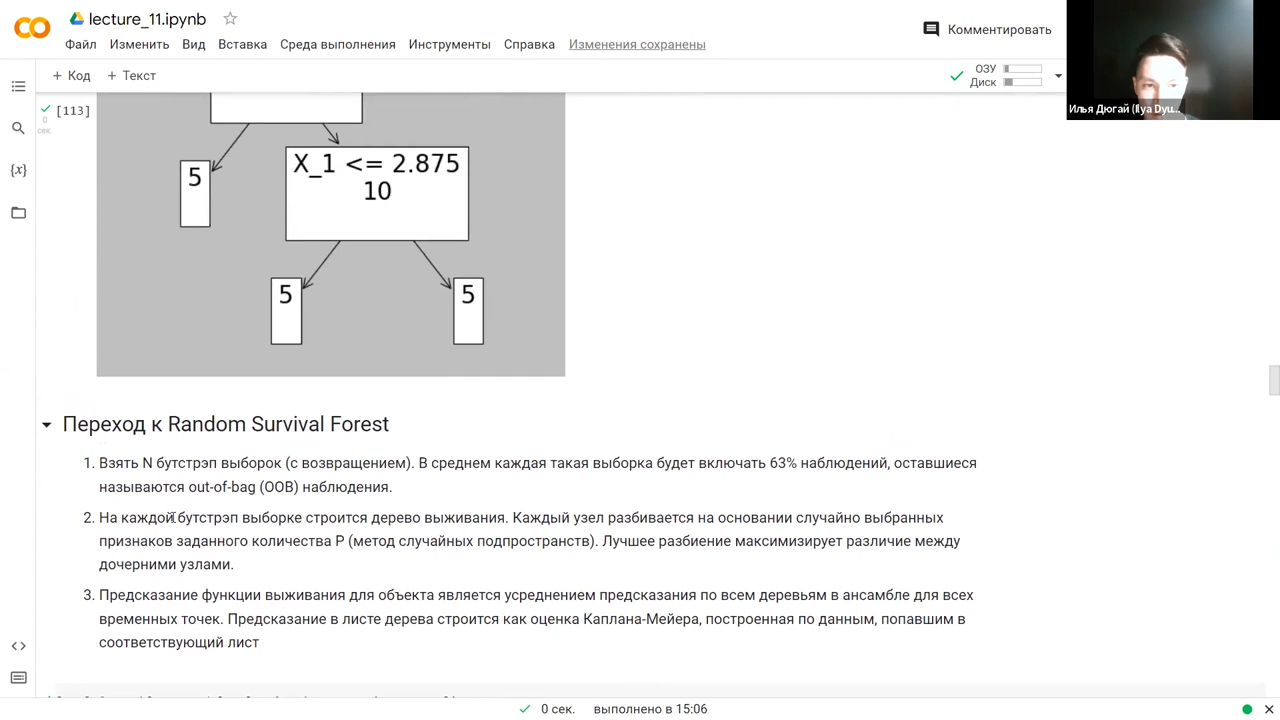 lecture_11.ipynb
Комментировать
Файл Изменить Вид Вставка Среда выполнения Инструменты Справка Изменения сохранены
+ Код + Текст
ОЗУ
Диск
Илья Дюгай (Ilya Dyu...
[113]
0
сек.
5
X_1 <= 2.875
10
5
5
{x}
Переход к Random Survival Forest
1. Взять N бутстрэп выборок (с возвращением). В среднем каждая такая выборка будет включать 63% наблюдений, оставшиеся
называются out-of-bag (OOB) наблюдения.
2. На каждой бутстрэп выборке строится дерево выживания. Каждый узел разбивается на основании случайно выбранных
признаков заданного количества P (метод случайных подпространств). Лучшее разбиение максимизирует различие между
дочерними узлами.
3. Предсказание функции выживания для объекта является усреднением предсказания по всем деревьям в ансамбле для всех
временных точек. Предсказание в листе дерева строится как оценка Каплана-Мейера, построенная по данным, попавшим в
соответствующий лист
0 сек. выполнено в 15:06